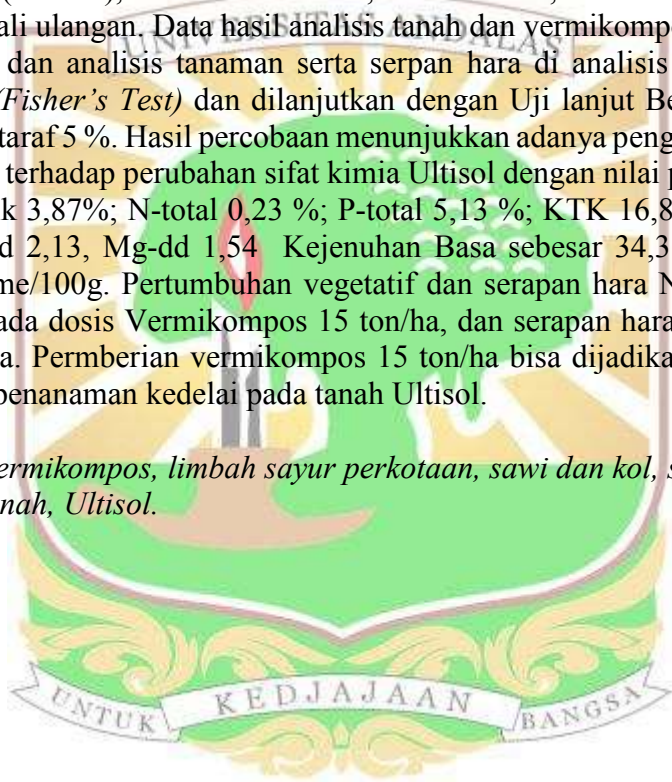 ali ulangan. Data hasil analisis tanah dan vermikompo
UNIVERSITAS ANDALAS
dan analisis tanaman serta serpan hara di analisis
(Fisher's Test) dan dilanjutkan dengan Uji lanjut Be
taraf 5 %. Hasil percobaan menunjukkan adanya peng
terhadap perubahan sifat kimia Ultisol dengan nilai p
k 3,87%; N-total 0,23 %; P-total 5,13 %; KTK 16,8
d 2,13, Mg-dd 1,54 Kejenuhan Basa sebesar 34,3
me/100g. Pertumbuhan vegetatif dan serapan hara N
ada dosis Vermikompos 15 ton/ha, dan serapan hara
a. Permberian vermikompos 15 ton/ha bisa dijadika
penanaman kedelai pada tanah Ultisol.
ermikompos, limbah sayur perkotaan, sawi dan kol, s
nah, Ultisol.
UNTUK KEDJAJAAN BANGSA